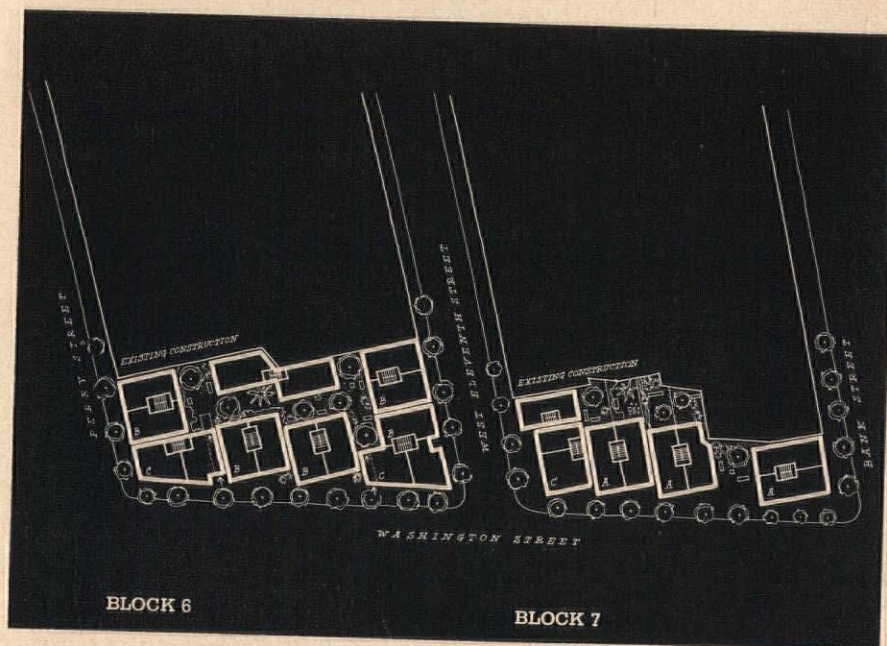 PERRY STREET
EXISTING CONSTRUCTION
B
C
B
B
B
B
C
WEST ELEVENTH STREET
EXISTING CONSTRUCTION
C
A
A
A
BANK STREET
WASHINGTON STREET
BLOCK 6
BLOCK 7